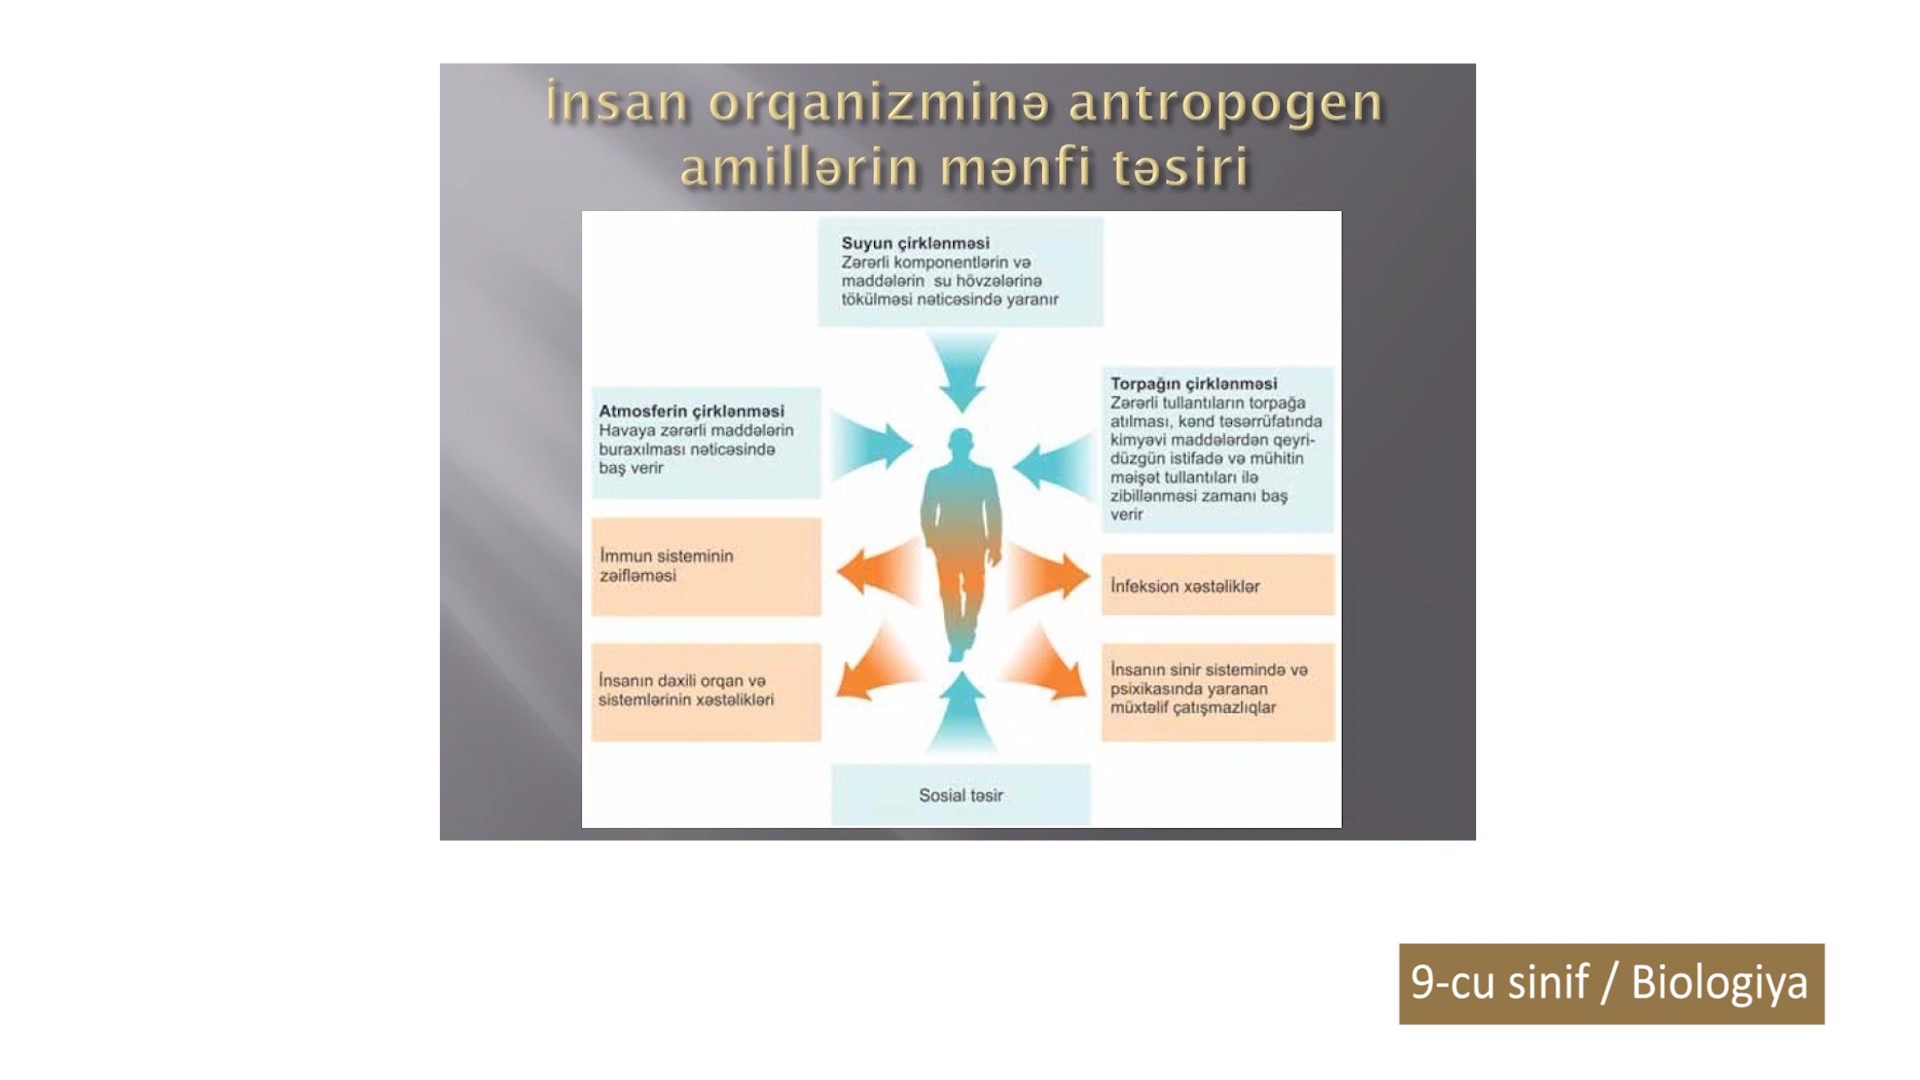 İnsan orqanizminə antropogen
amillərin mənfi təsiri
Suyun çirklənməsi
Zərərli komponentlərin və
maddələrin su hövzələrinə
tökülməsi nəticəsində yaranır
Atmosferin çirklənməsi
Havaya zərərli maddələrin
buraxılması nəticəsində
baş verir
Torpağın çirklənməsi
Zərərli tullantıların torpağa
atılması, kənd təsərrüfatında
kimyəvi maddələrdən qeyri-
düzgün istifadə və mühitin
məişət tullantıları ilə
zibillənməsi zamanı baş
verir
İmmun sisteminin
zəifləməsi
İnfeksion xəstəliklər
İnsanın daxili orqan və
sistemlərinin xəstəlikləri
İnsanın sinir sistemində və
psixikasında yaranan
müxtəlif çatışmazlıqlar
Sosial təsir
9-cu sinif / Biologiya